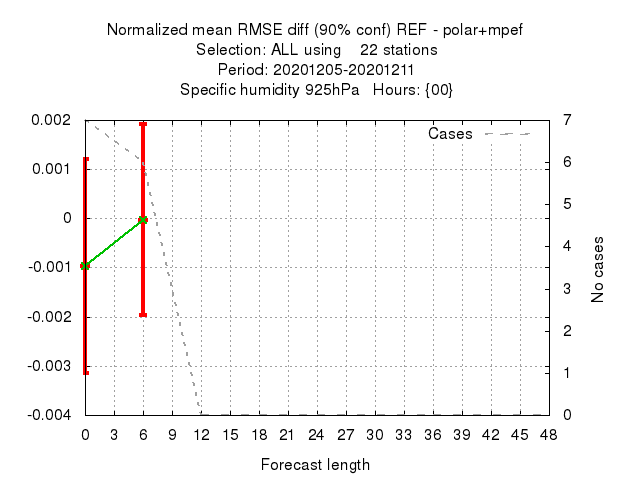 Normalized mean RMSE diff (90% conf) REF - polar+mpef
Selection: ALL using    22 stations
Period: 20201205-20201211
Specific humidity 925hPa   Hours: {00}
Cases
0.002
0.001
0
-0.001
-0.002
-0.003
-0.004
7
6
5
4
3
2
1
0
No cases
0 3 6 9 12 15 18 21 24 27 30 33 36 39 42 45 48
Forecast length